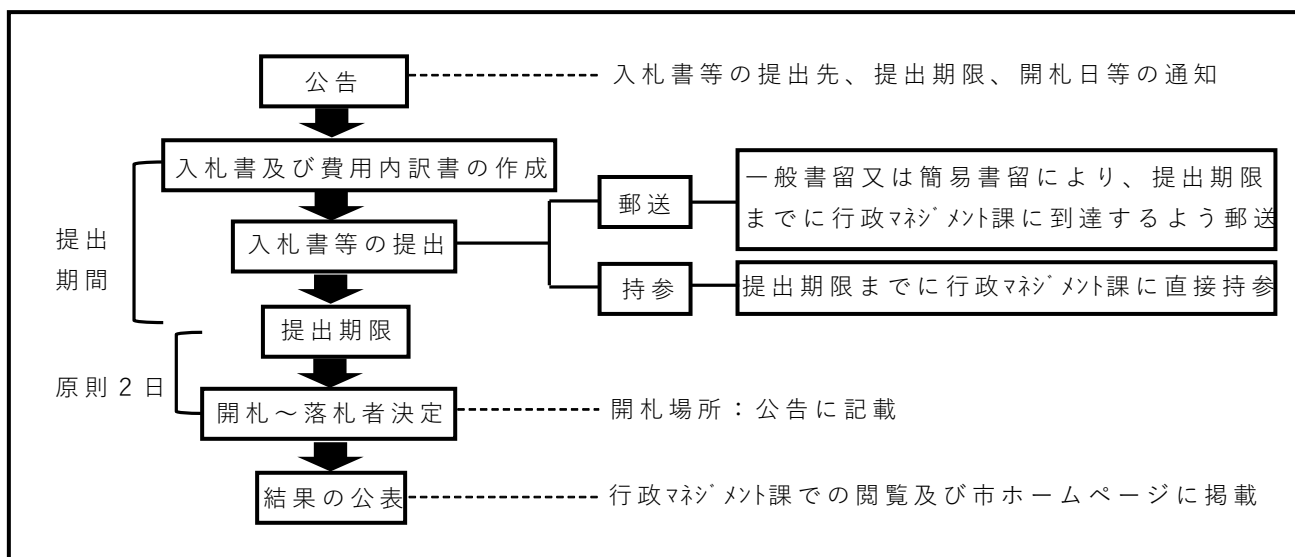 公告
入札書等の提出先、提出期限、開札日等の通知
入札書及び費用内訳書の作成
提出
期間
入札書等の提出
郵送
一般書留又は簡易書留により、提出期限
までに行政ﾏﾈｼﾞﾒﾝﾄ課に到達するよう郵送
持参
提出期限までに行政ﾏﾈｼﾞﾒﾝﾄ課に直接持参
提出期限
原則2日
開札～落札者決定
開札場所：公告に記載
結果の公表
行政ﾏﾈｼﾞﾒﾝﾄ課での閲覧及び市ホームページに掲載